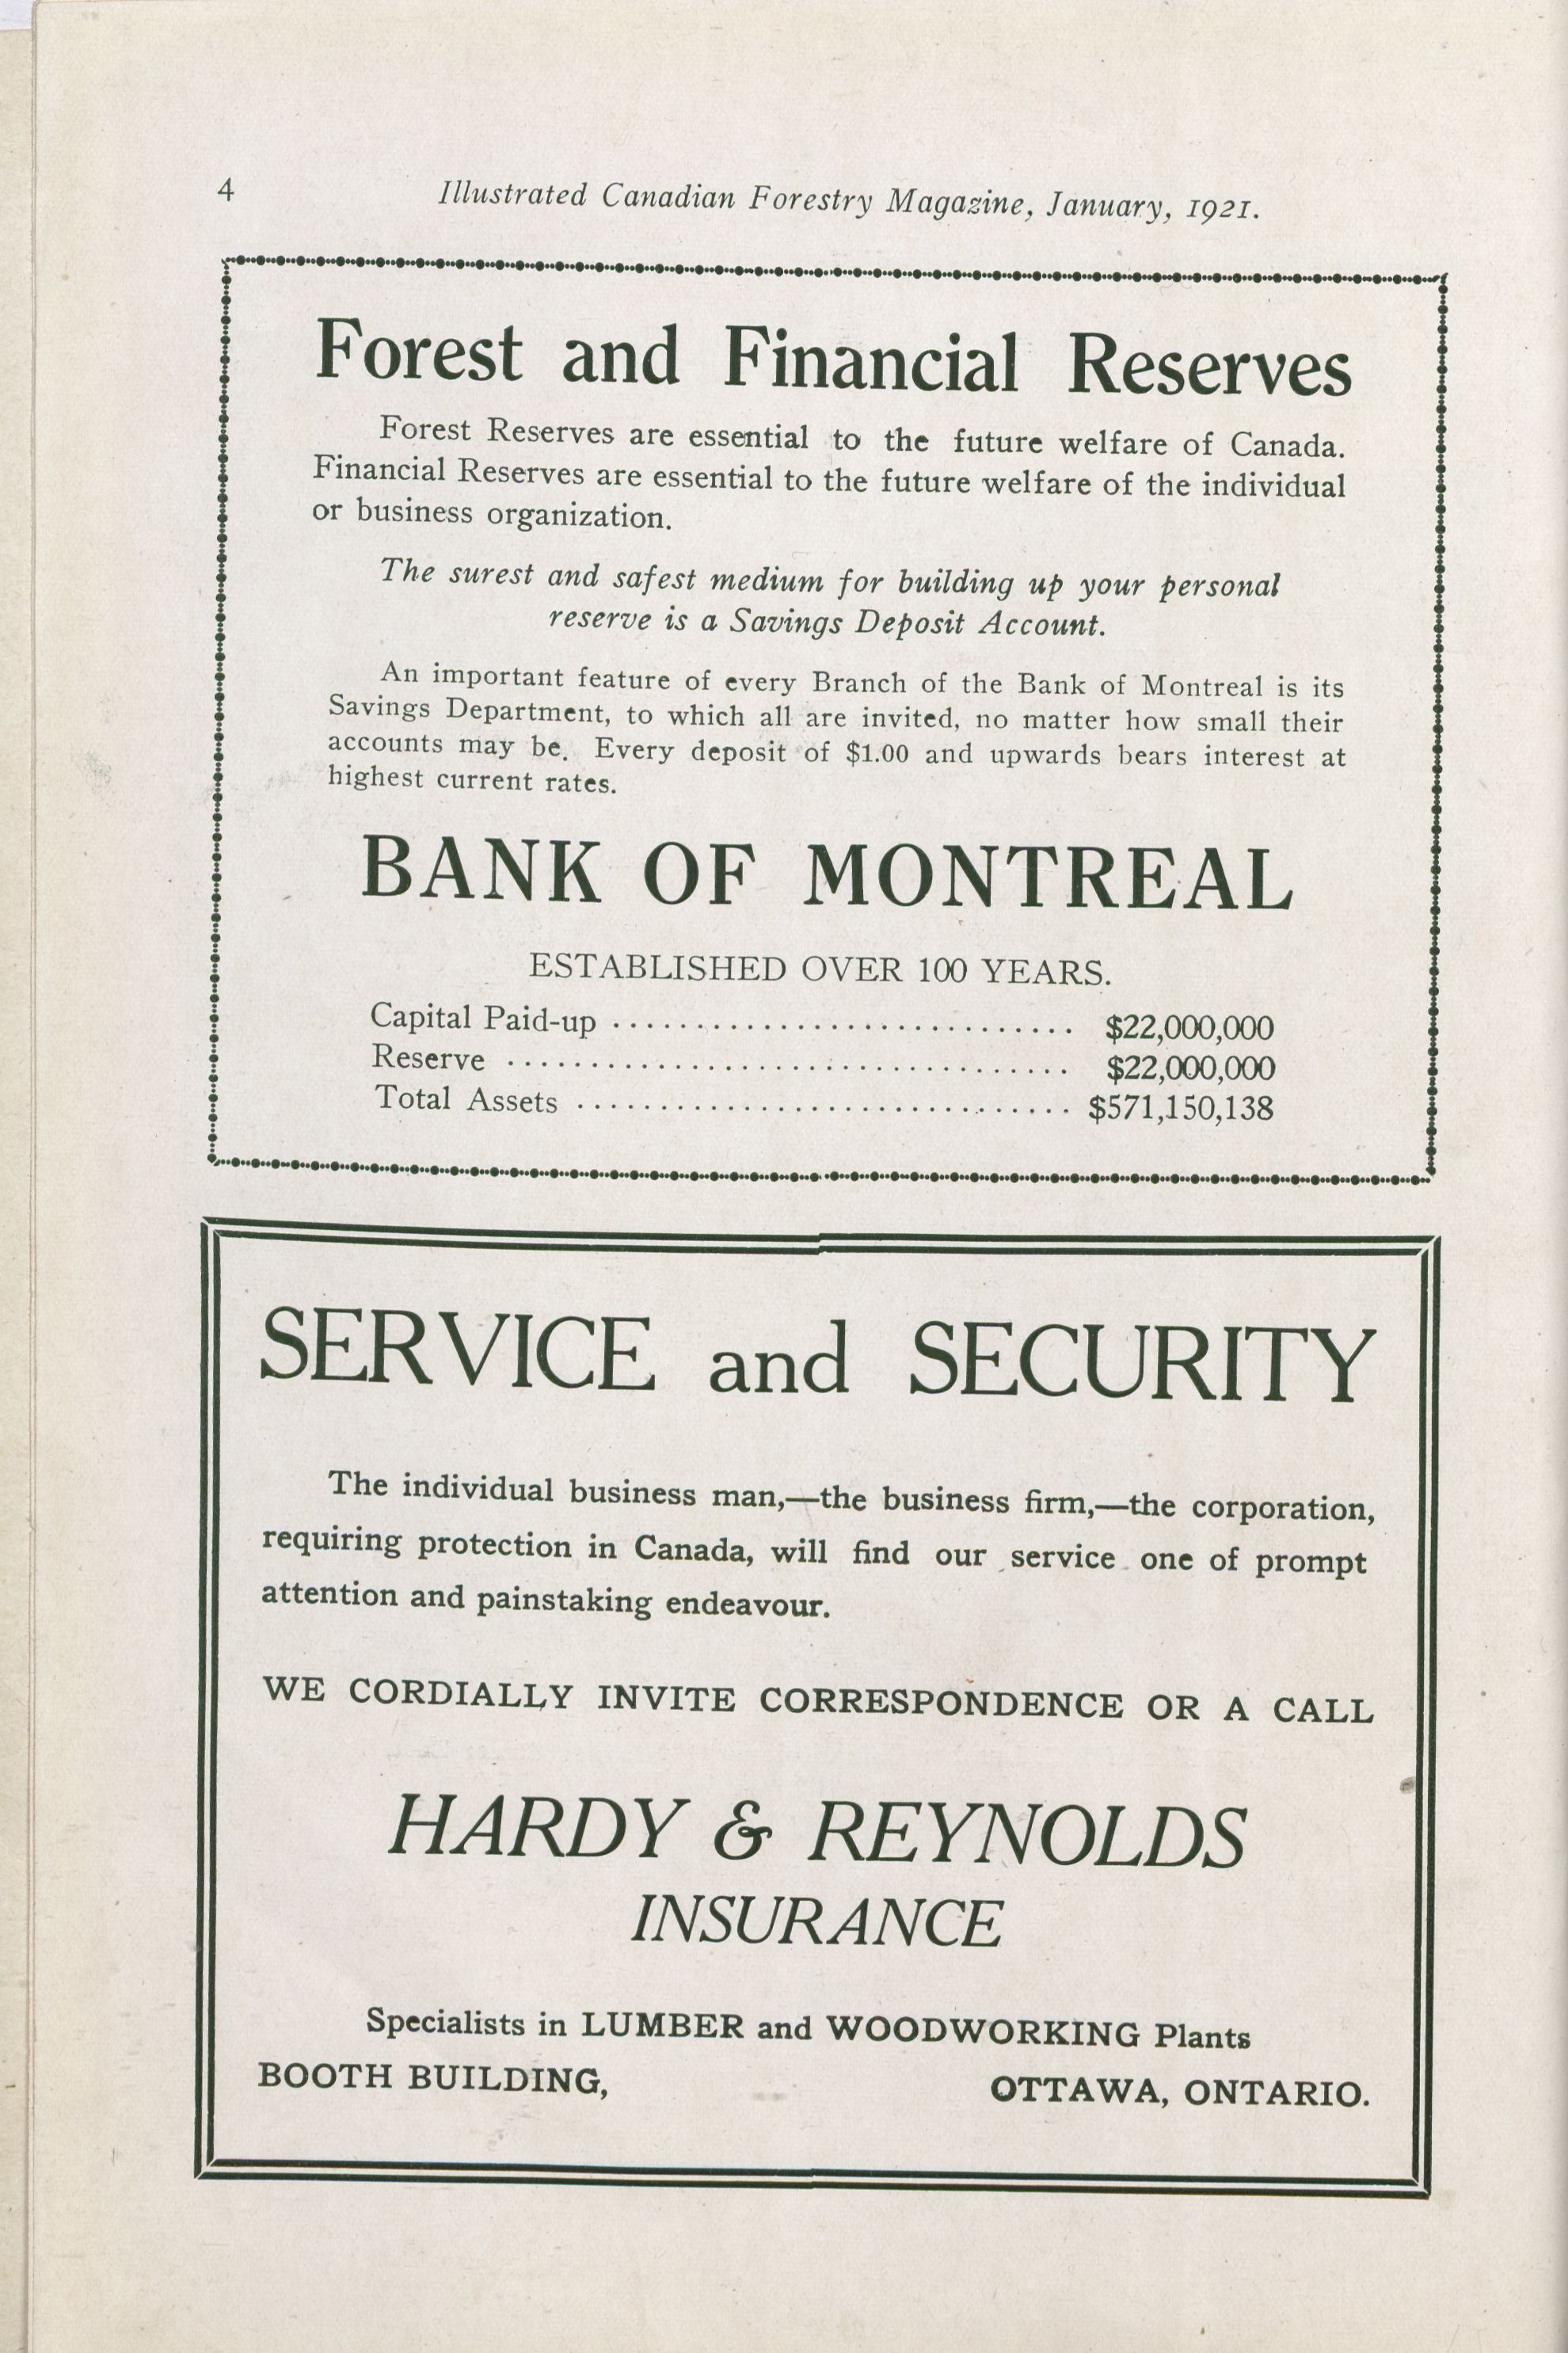 4 Illustrated Canadian Forestry Magazine, January, 1921.
Forest and Financial Reserves
Forest Reserves are essential to the future welfare of Canada.
Financial Reserves are essential to the future welfare of the individual
or business organization.
The surest and safest medium for building up your personal
reserve is a Savings Deposit Account.
An important feature of every Branch of the Bank of Montreal is its
Savings Department, to which all are invited, no matter how small their
accounts may be. Every deposit of $1.00 and upwards bears interest at
highest current rates.
BANK OF MONTREAL
ESTABLISHED OVER 100 YEARS.
Capital Paid-up ............................ $22,000,000
Reserve .................................. $22,000,000
Total Assets .............................. $571,150,138
SERVICE and SECURITY
The individual business man,—the business firm,—the corporation,
requiring protection in Canada, will find our service one of prompt
attention and painstaking endeavour.
WE CORDIALLY INVITE CORRESPONDENCE OR A CALL
HARDY & REYNOLDS
INSURANCE
Specialists in LUMBER and WOODWORKING Plants
BOOTH BUILDING, OTTAWA, ONTARIO.